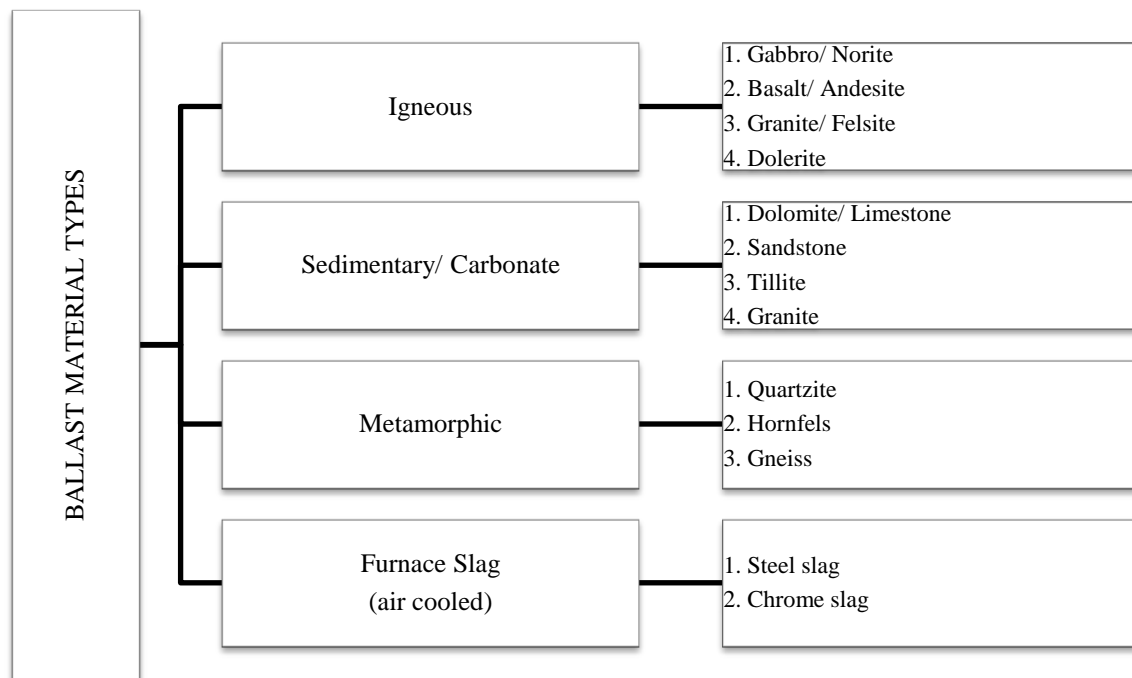 BALLAST MATERIAL TYPES
Igneous
1. Gabbro/ Norite
2. Basalt/ Andesite
3. Granite/ Felsite
4. Dolerite
Sedimentary/ Carbonate
1. Dolomite/ Limestone
2. Sandstone
3. Tillite
4. Granite
Metamorphic
1. Quartzite
2. Hornfels
3. Gneiss
Furnace Slag
(air cooled)
1. Steel slag
2. Chrome slag